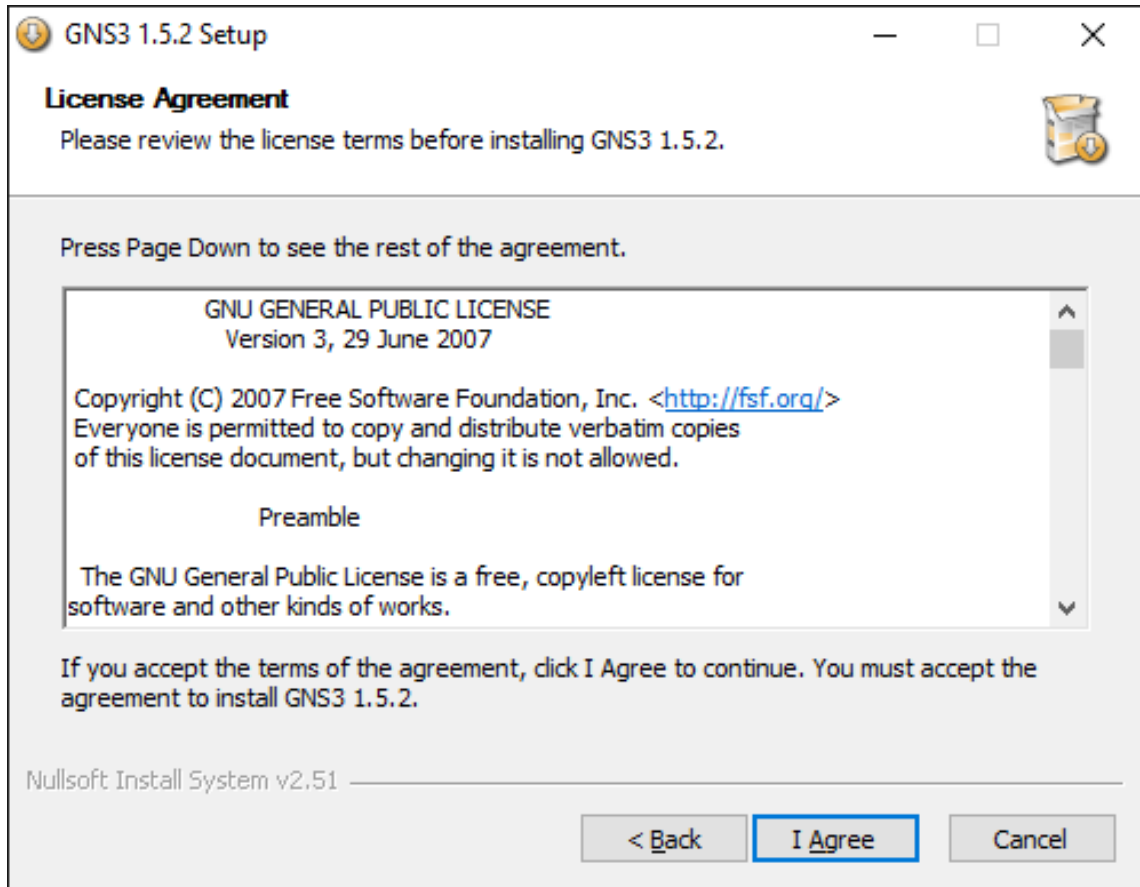 GNS3 1.5.2 Setup
License Agreement
Please review the license terms before installing GNS3 1.5.2.
Press Page Down to see the rest of the agreement.
GNU GENERAL PUBLIC LICENSE
Version 3, 29 June 2007
Copyright (C) 2007 Free Software Foundation, Inc. <http://fsf.org/>
Everyone is permitted to copy and distribute verbatim copies
of this license document, but changing it is not allowed.
Preamble
The GNU General Public License is a free, copyleft license for
software and other kinds of works.
If you accept the terms of the agreement, click I Agree to continue. You must accept the
agreement to install GNS3 1.5.2.
Nullsoft Install System v2.51
< Back
I Agree
Cancel